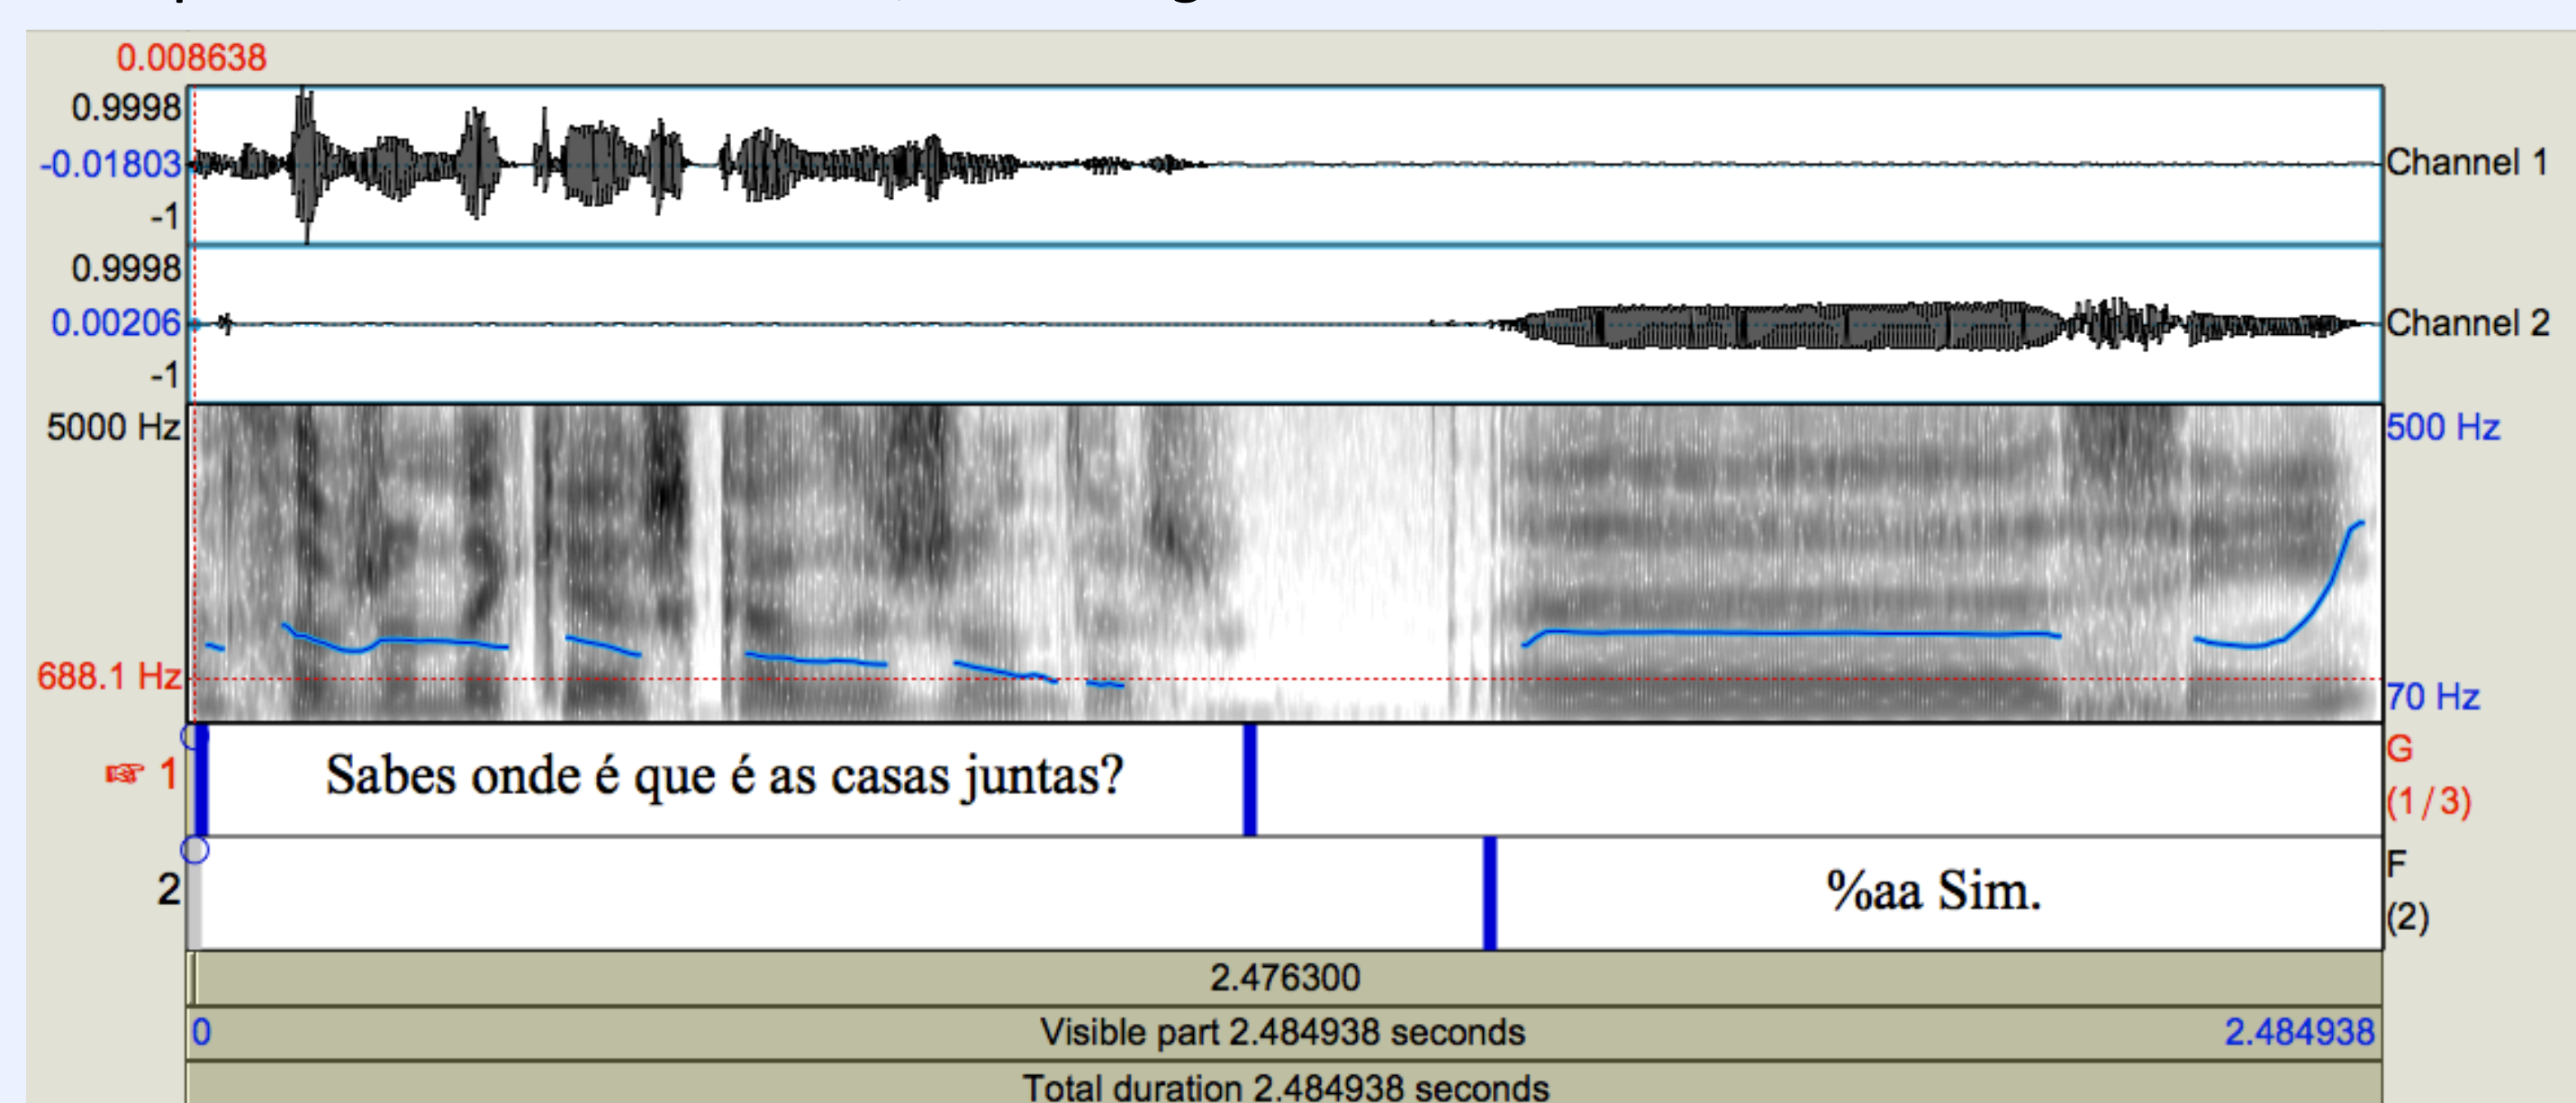 0.008638
0.9998
-0.01803
-1
Channel 1
0.9998
0.00206
-1
Channel 2
5000 Hz
500 Hz
688.1 Hz
70 Hz
☞ 1
Sabes onde é que é as casas juntas?
G
(1/3)
2
%aa Sim.
F
(2)
2.476300
0
Visible part 2.484938 seconds
2.484938
Total duration 2.484938 seconds